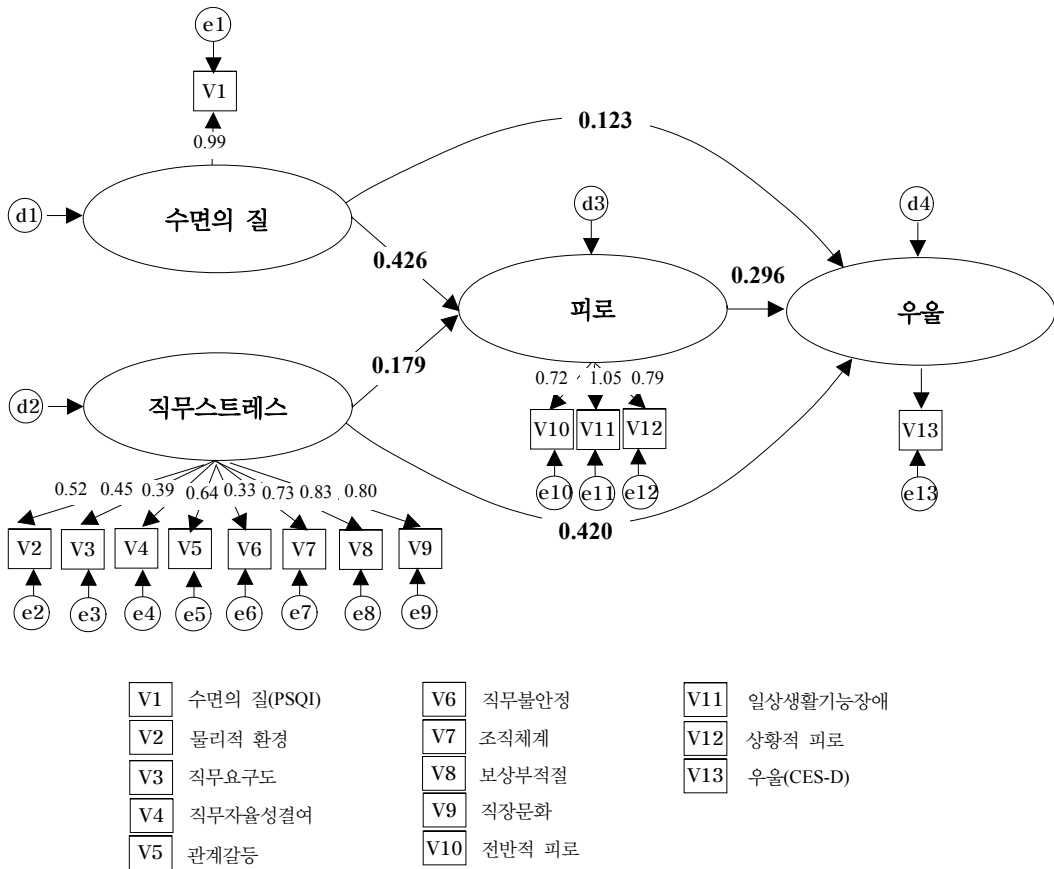 e1
V1
0.99
0.123
d1
수면의 질
d3
d4
0.426
0.296
피로
우울
0.179
d2
직무스트레스
0.72 1.05 0.79
V10 V11 V12
V13
e10 e11 e12
e13
0.52 0.45 0.39 0.64 0.33 0.73 0.83 0.80
0.420
V2 V3 V4 V5 V6 V7 V8 V9
e2 e3 e4 e5 e6 e7 e8 e9
V1 수면의 질(PSQI)
V2 물리적 환경
V3 직무요구도
V4 직무자율성결여
V5 관계갈등
V6 직무불안정
V7 조직체계
V8 보상부적절
V9 직장문화
V10 전반적 피로
V11 일상생활기능장애
V12 상황적 피로
V13 우울(CES-D)